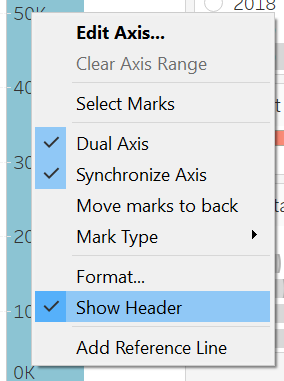 50K
2018
Edit Axis...
Clear Axis Range
40
Select Marks
Dual Axis
30
Synchronize Axis
Move marks to back
20
Mark Type
Format...
10
Show Header
Add Reference Line
0K